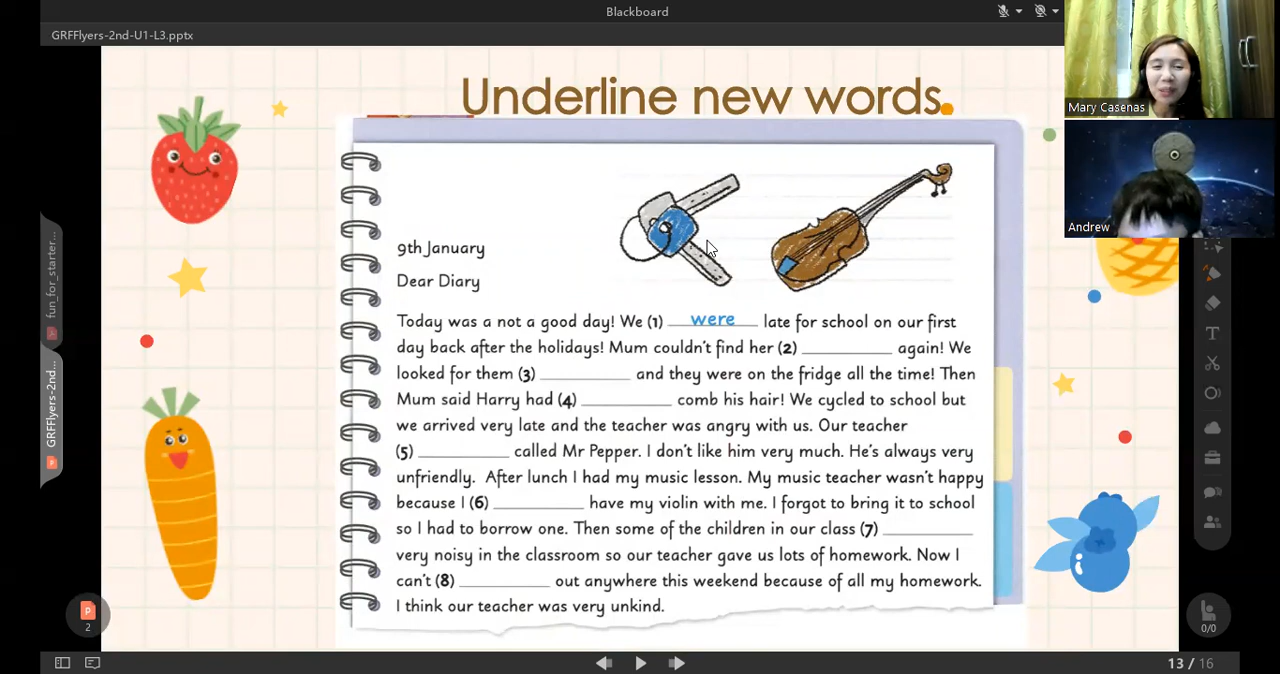 Blackboard
GRFFlyers-2nd-U1-L3.pptx
Mary Casenas
Andrew
fun_for_starter...
GRFFlyers-2nd...
Underline new words.
9th January
Dear Diary
Today was a not a good day! We (1) were late for school on our first
day back after the holidays! Mum couldn't find her (2) __________ again! We
looked for them (3) __________ and they were on the fridge all the time! Then
Mum said Harry had (4) __________ comb his hair! We cycled to school but
we arrived very late and the teacher was angry with us. Our teacher
(5) __________ called Mr Pepper. I don't like him very much. He's always very
unfriendly. After lunch I had my music lesson. My music teacher wasn't happy
because I (6) __________ have my violin with me. I forgot to bring it to school
so I had to borrow one. Then some of the children in our class (7) __________
very noisy in the classroom so our teacher gave us lots of homework. Now I
can't (8) __________ out anywhere this weekend because of all my homework.
I think our teacher was very unkind.
P
2
T
0/0
13 / 16